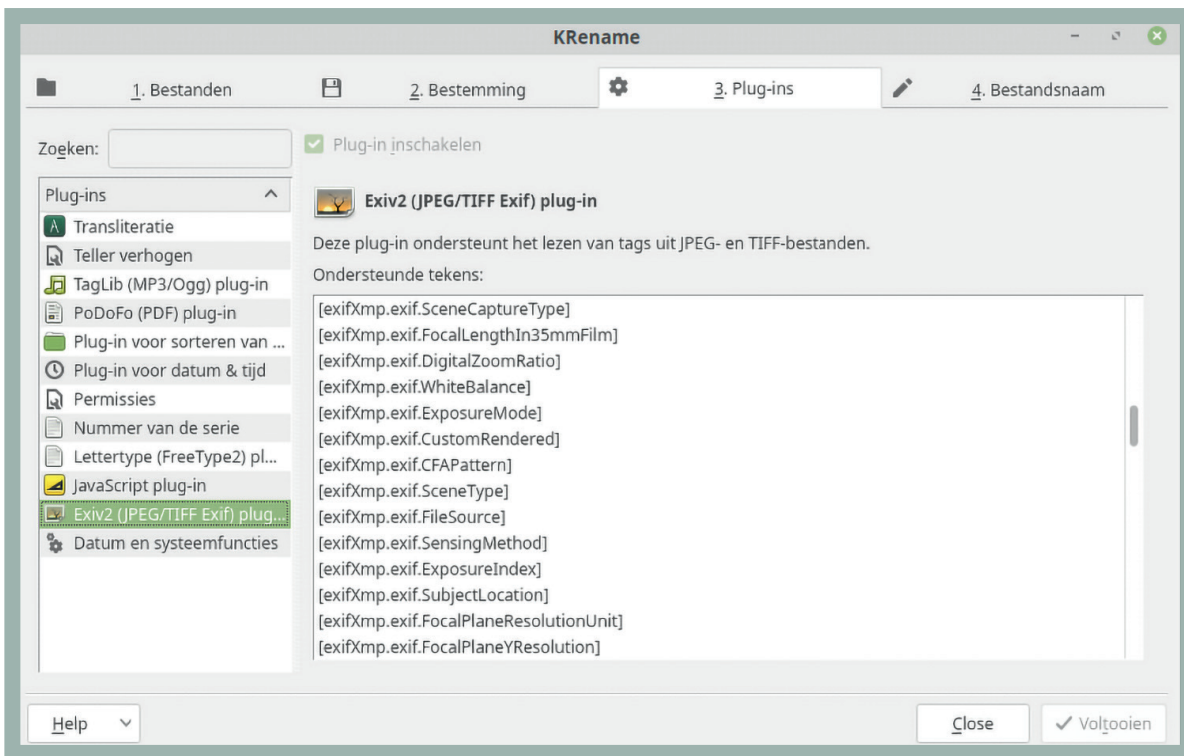 KRename
1. Bestanden
2. Bestemming
3. Plug-ins
4. Bestandsnaam
Zoeken:
Plug-ins
Transliteratie
Teller verhogen
TagLib (MP3/Ogg) plug-in
PoDoFo (PDF) plug-in
Plug-in voor sorteren van ...
Plug-in voor datum & tijd
Permissies
Nummer van de serie
Lettertype (FreeType2) pl...
JavaScript plug-in
Exiv2 (JPEG/TIFF Exif) plug...
Datum en systeemfuncties
Plug-in inschakelen
Exiv2 (JPEG/TIFF Exif) plug-in
Deze plug-in ondersteunt het lezen van tags uit JPEG- en TIFF-bestanden.
Ondersteunde tekens:
[exifXmp.exif.SceneCaptureType]
[exifXmp.exif.FocalLengthIn35mmFilm]
[exifXmp.exif.DigitalZoomRatio]
[exifXmp.exif.WhiteBalance]
[exifXmp.exif.ExposureMode]
[exifXmp.exif.CustomRendered]
[exifXmp.exif.CFAPattern]
[exifXmp.exif.SceneType]
[exifXmp.exif.FileSource]
[exifXmp.exif.SensingMethod]
[exifXmp.exif.ExposureIndex]
[exifXmp.exif.SubjectLocation]
[exifXmp.exif.FocalPlaneResolutionUnit]
[exifXmp.exif.FocalPlaneYResolution]
Help
Close
Voltooien